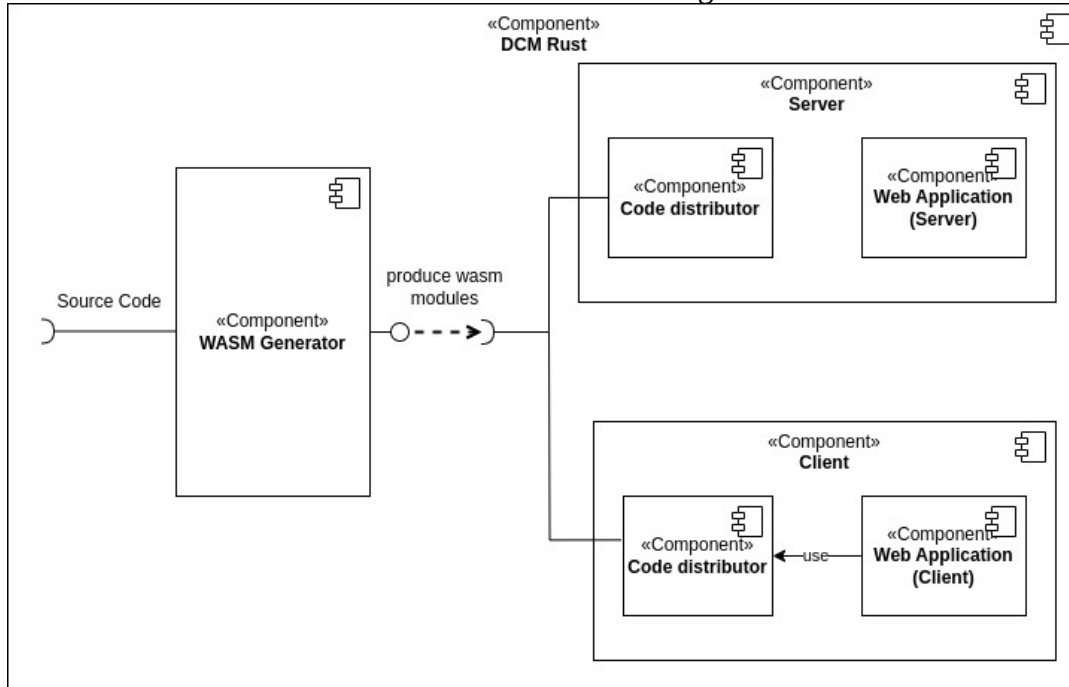 «Component»
DCM Rust
«Component»
Server
«Component»
Code distributor
«Component»
Web Application
(Server)
Source Code
«Component»
WASM Generator
produce wasm
modules
«Component»
Client
«Component»
Code distributor
use
«Component»
Web Application
(Client)